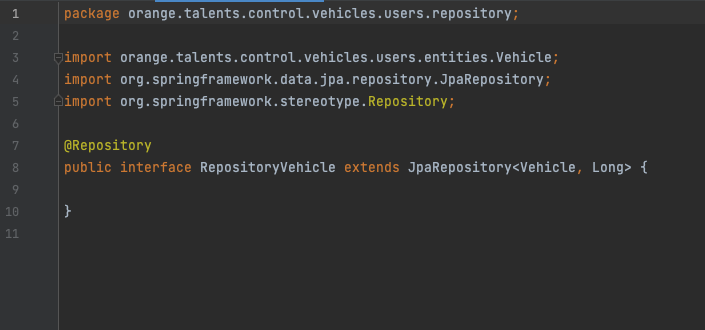 1 package orange.talents.control.vehicles.users.repository;
2
3 import orange.talents.control.vehicles.users.entities.Vehicle;
4 import org.springframework.data.jpa.repository.JpaRepository;
5 import org.springframework.stereotype.Repository;
6
7 @Repository
8 public interface RepositoryVehicle extends JpaRepository<Vehicle, Long> {
9
10 }
11